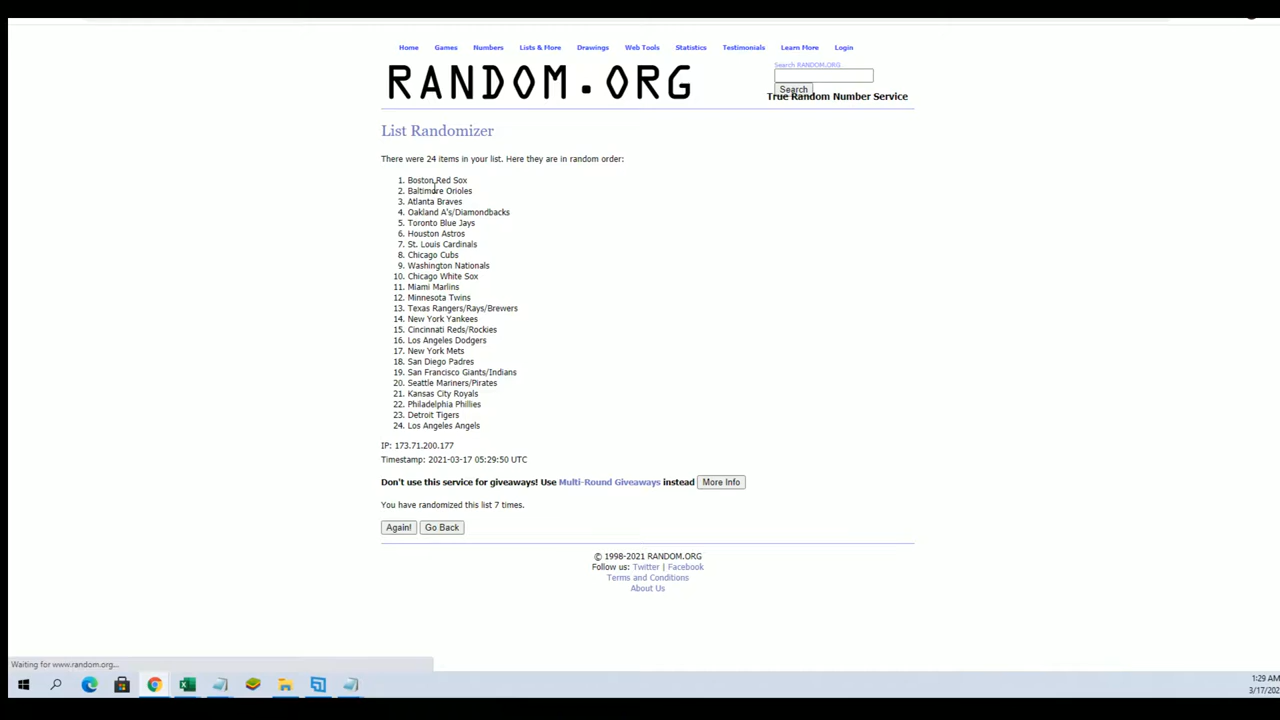 Home Games Numbers Lists & More Drawings Web Tools Statistics Testimonials Learn More Login
RANDOM.ORG
Search RANDOM.ORG
Search
True Random Number Service
List Randomizer
There were 24 items in your list. Here they are in random order:
1. Boston Red Sox
2. Baltimore Orioles
3. Atlanta Braves
4. Oakland A's/Diamondbacks
5. Toronto Blue Jays
6. Houston Astros
7. St. Louis Cardinals
8. Chicago Cubs
9. Washington Nationals
10. Chicago White Sox
11. Miami Marlins
12. Minnesota Twins
13. Texas Rangers/Rays/Brewers
14. New York Yankees
15. Cincinnati Reds/Rockies
16. Los Angeles Dodgers
17. New York Mets
18. San Diego Padres
19. San Francisco Giants/Indians
20. Seattle Mariners/Pirates
21. Kansas City Royals
22. Philadelphia Phillies
23. Detroit Tigers
24. Los Angeles Angels
IP: 173.71.200.177
Timestamp: 2021-03-17 05:29:50 UTC
Don't use this service for giveaways! Use Multi-Round Giveaways instead More Info
You have randomized this list 7 times.
Again! Go Back
© 1998-2021 RANDOM.ORG
Follow us: Twitter | Facebook
Terms and Conditions
About Us
Waiting for www.random.org...
1:29 AM
3/17/202